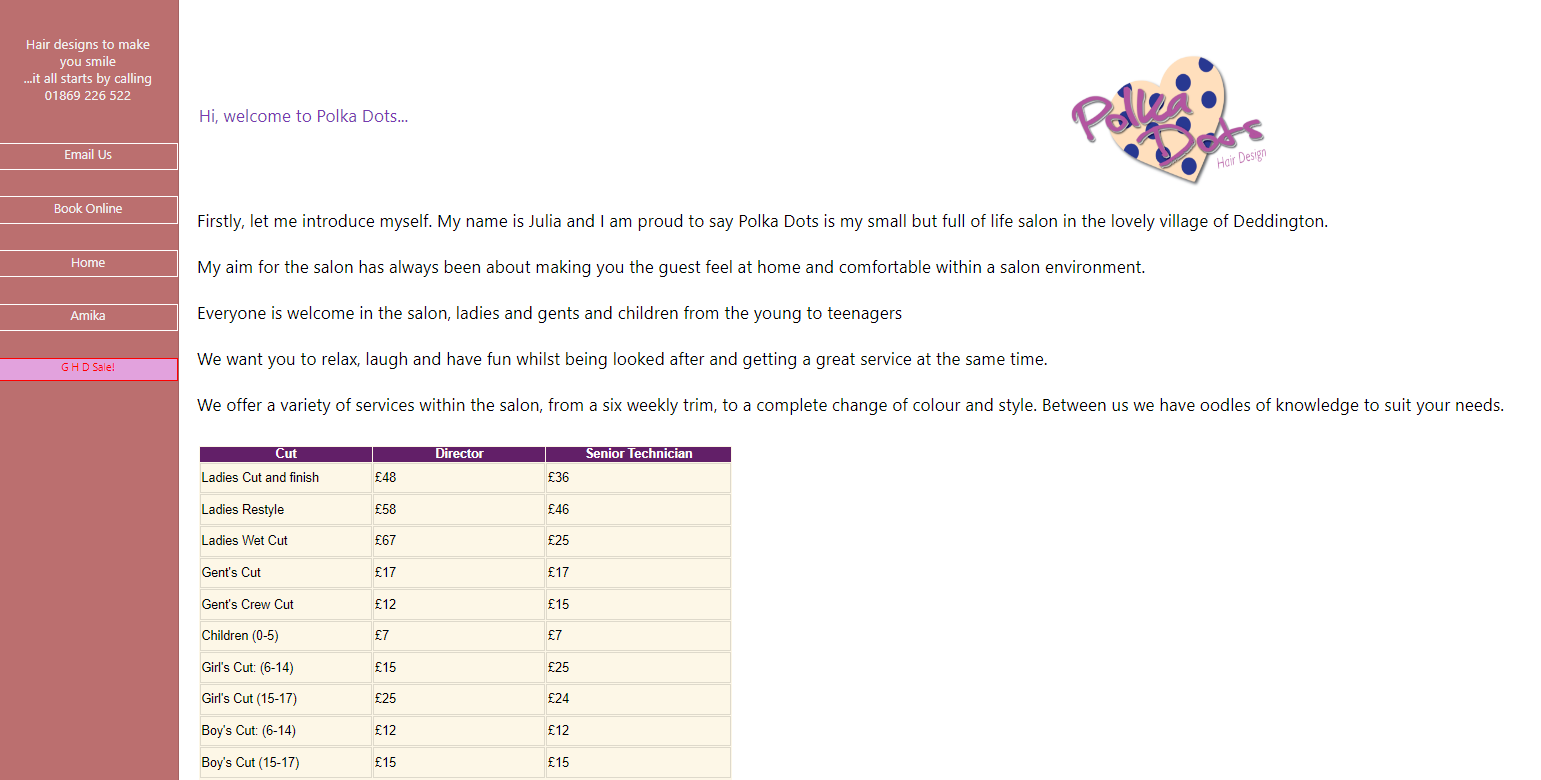 Hair designs to make
you smile
...it all starts by calling
01869 226 522
Email Us
Book Online
Home
Amika
G H D Sale!
Hi, welcome to Polka Dots...
Polka
Dots
Hair Design
Firstly, let me introduce myself. My name is Julia and I am proud to say Polka Dots is my small but full of life salon in the lovely village of Deddington.
My aim for the salon has always been about making you the guest feel at home and comfortable within a salon environment.
Everyone is welcome in the salon, ladies and gents and children from the young to teenagers
We want you to relax, laugh and have fun whilst being looked after and getting a great service at the same time.
We offer a variety of services within the salon, from a six weekly trim, to a complete change of colour and style. Between us we have oodles of knowledge to suit your needs.
Cut Director Senior Technician
Ladies Cut and finish £48 £36
Ladies Restyle £58 £46
Ladies Wet Cut £67 £25
Gent's Cut £17 £17
Gent's Crew Cut £12 £15
Children (0-5) £7 £7
Girl's Cut: (6-14) £15 £25
Girl's Cut (15-17) £25 £24
Boy's Cut: (6-14) £12 £12
Boy's Cut (15-17) £15 £15